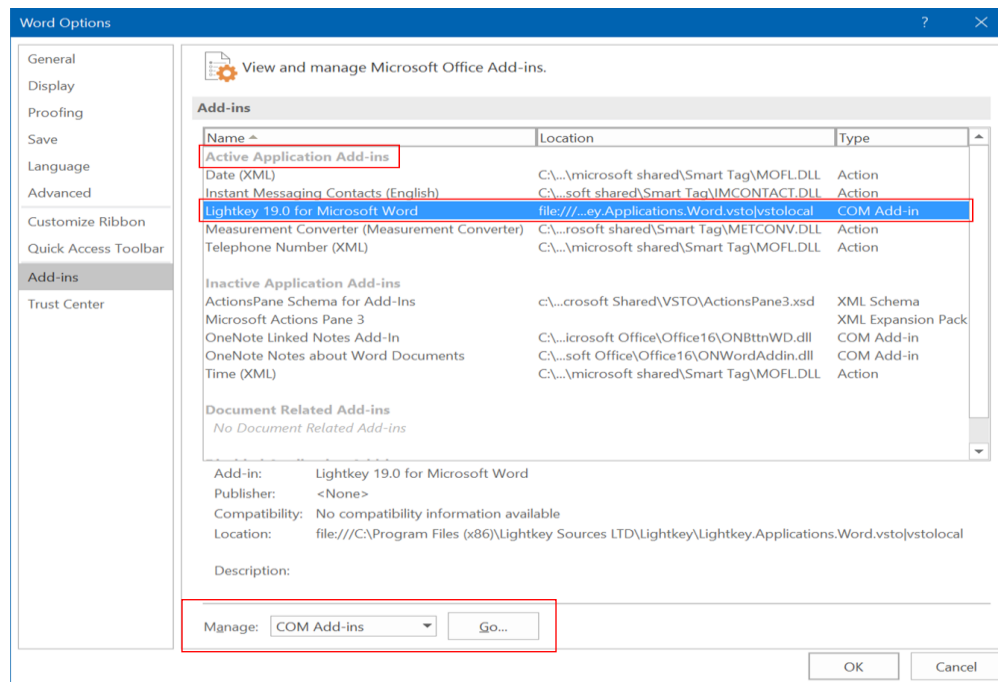 Word Options
?
General
Display
Proofing
Save
Language
Advanced
Customize Ribbon
Quick Access Toolbar
Add-ins
Trust Center
View and manage Microsoft Office Add-ins.
Add-ins
Name Location Type
Active Application Add-ins
Date (XML) C:\...\microsoft shared\Smart Tag\MOFL.DLL Action
Instant Messaging Contacts (English) C:\...soft shared\Smart Tag\IMCONTACT.DLL Action
Lightkey 19.0 for Microsoft Word file:///...ey.Applications.Word.vsto|vstolocal COM Add-in
Measurement Converter (Measurement Converter) C:\...rosoft shared\Smart Tag\METCONV.DLL Action
Telephone Number (XML) C:\...\microsoft shared\Smart Tag\MOFL.DLL Action
Inactive Application Add-ins
ActionsPane Schema for Add-Ins c:\...crosoft Shared\VSTO\ActionsPane3.xsd XML Schema
Microsoft Actions Pane 3 XML Expansion Pack
OneNote Linked Notes Add-In C:\...icrosoft Office\Office16\ONBttnWD.dll COM Add-in
OneNote Notes about Word Documents C:\...soft Office\Office16\ONWordAddin.dll COM Add-in
Time (XML) C:\...\microsoft shared\Smart Tag\MOFL.DLL Action
Document Related Add-ins
No Document Related Add-ins
Add-in: Lightkey 19.0 for Microsoft Word
Publisher: <None>
Compatibility: No compatibility information available
Location: file:///C:\Program Files (x86)\Lightkey Sources LTD\Lightkey\Lightkey.Applications.Word.vsto|vstolocal
Description:
Manage: COM Add-ins Go...
OK Cancel